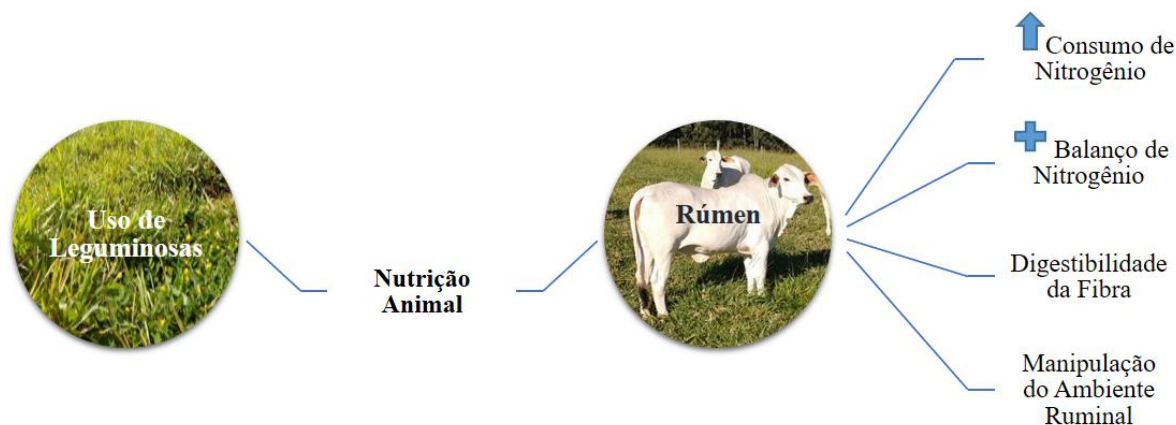 Uso de
Leguminosas
Nutrição
Animal
Rúmen
Consumo de
Nitrogênio
Balanço de
Nitrogênio
Digestibilidade
da Fibra
Manipulação
do Ambiente
Ruminal